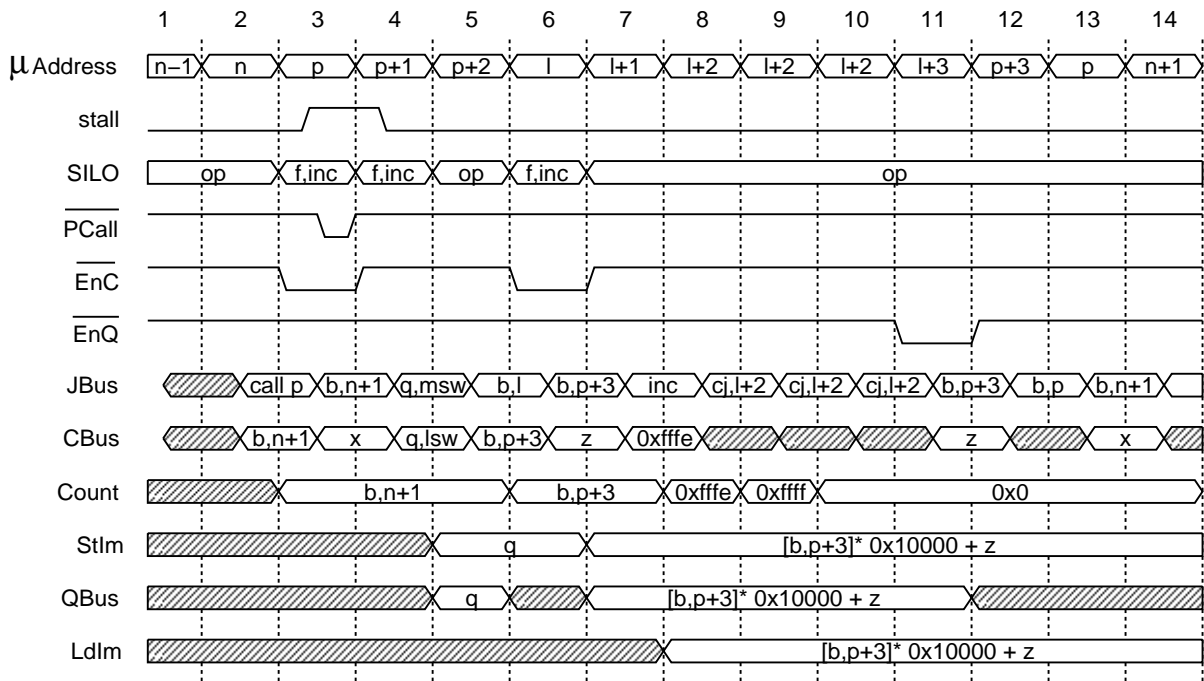 1 2 3 4 5 6 7 8 9 10 11 12 13 14
μ Address n−1 n p p+1 p+2 l l+1 l+2 l+2 l+2 l+3 p+3 p n+1
stall
SILO op f,inc f,inc op f,inc op
PCall
EnC
EnQ
JBus call p b,n+1 q,msw b,l b,p+3 inc cj,l+2 cj,l+2 cj,l+2 b,p+3 b,p b,n+1
CBus b,n+1 x q,lsw b,p+3 z 0xfffe z x
Count b,n+1 b,p+3 0xfffe 0xffff 0x0
StIm q [b,p+3]* 0x10000 + z
QBus q [b,p+3]* 0x10000 + z
LdIm [b,p+3]* 0x10000 + z